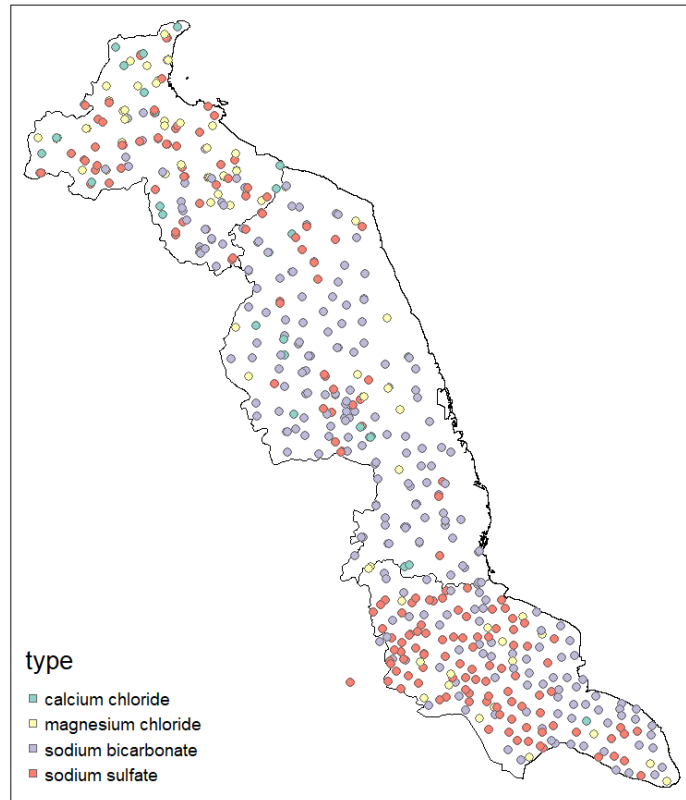 type
calcium chloride
magnesium chloride
sodium bicarbonate
sodium sulfate